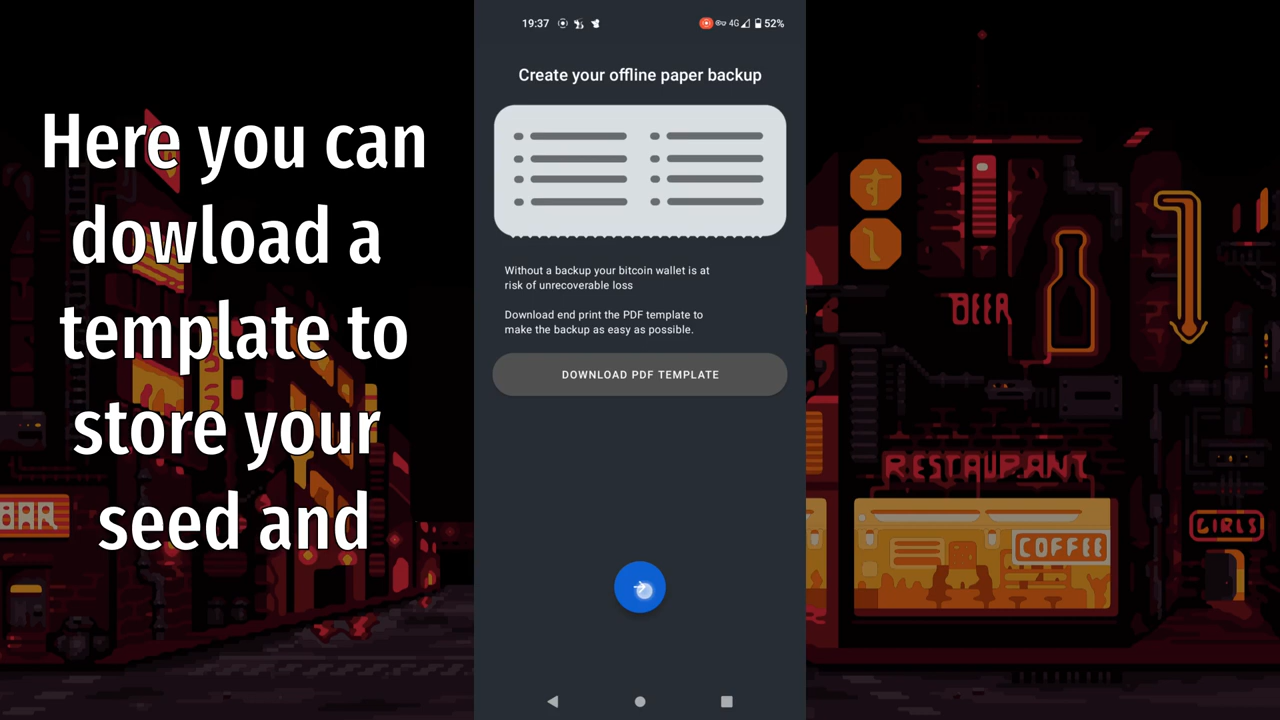 Here you can
dowload a
template to
store your
seed and
19:37
4G
52%
Create your offline paper backup
Without a backup your bitcoin wallet is at
risk of unrecoverable loss
Download end print the PDF template to
make the backup as easy as possible.
DOWNLOAD PDF TEMPLATE
BAR
す
し
BEER
RESTAURANT
COFFEE
GIRLS